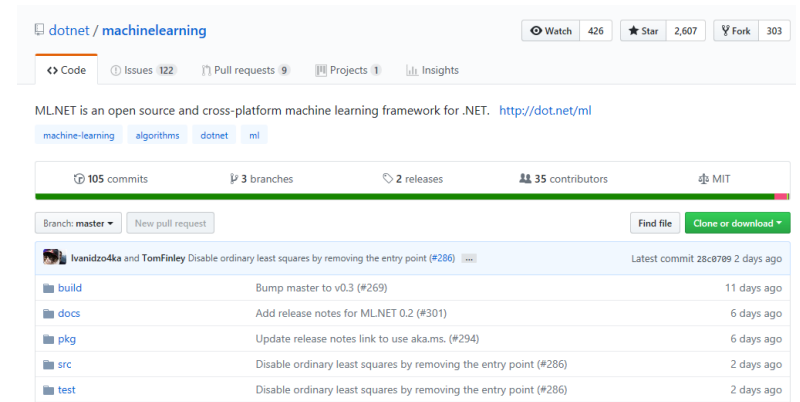 dotnet / machinelearning Watch 426 Star 2,607 Fork 303
Code Issues 122 Pull requests 9 Projects 1 Insights
ML.NET is an open source and cross-platform machine learning framework for .NET. http://dot.net/ml
machine-learning algorithms dotnet ml
105 commits 3 branches 2 releases 35 contributors MIT
Branch: master New pull request Find file Clone or download
Ivanidzo4ka and TomFinley Disable ordinary least squares by removing the entry point (#286) ... Latest commit 28c0709 2 days ago
build Bump master to v0.3 (#269) 11 days ago
docs Add release notes for ML.NET 0.2 (#301) 6 days ago
pkg Update release notes link to use aka.ms. (#294) 6 days ago
src Disable ordinary least squares by removing the entry point (#286) 2 days ago
test Disable ordinary least squares by removing the entry point (#286) 2 days ago